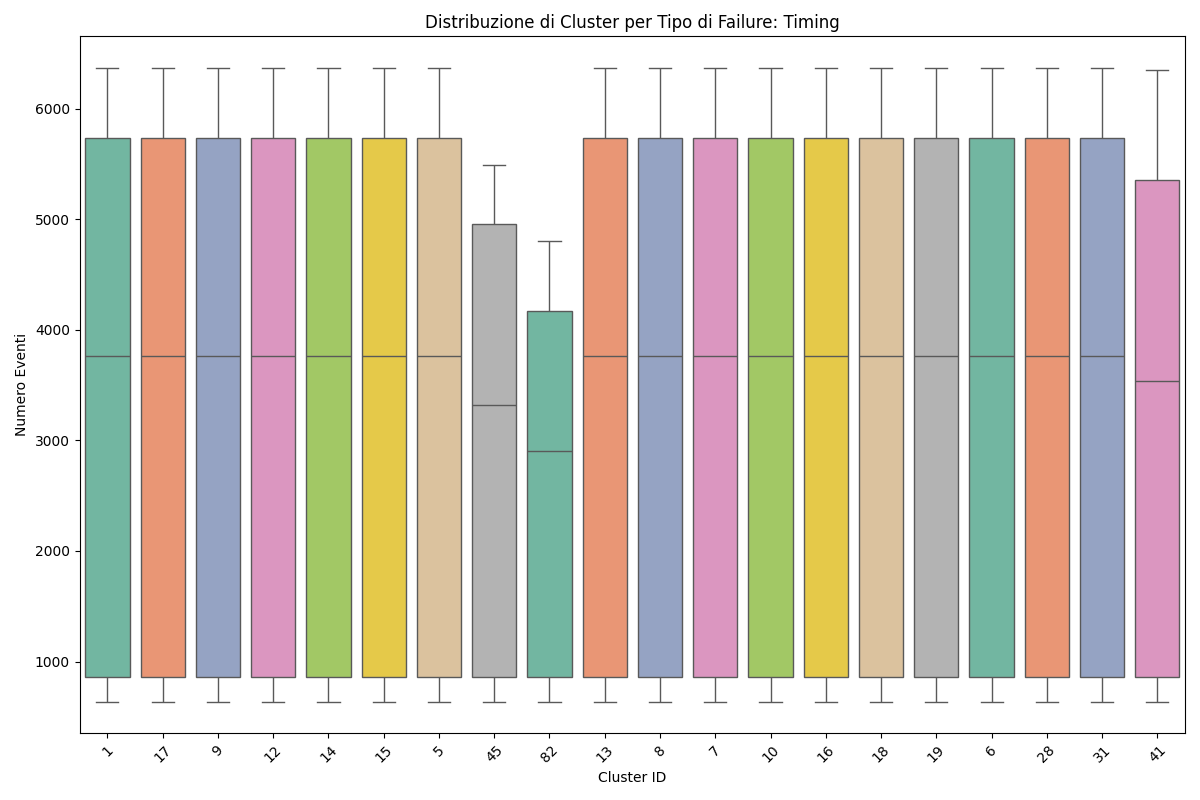 Distribuzione di Cluster per Tipo di Failure: Timing
Numero Eventi
6000
5000
4000
3000
2000
1000
1 17 9 12 14 15 5 45 82 13 8 7 10 16 18 19 6 28 31 41
Cluster ID